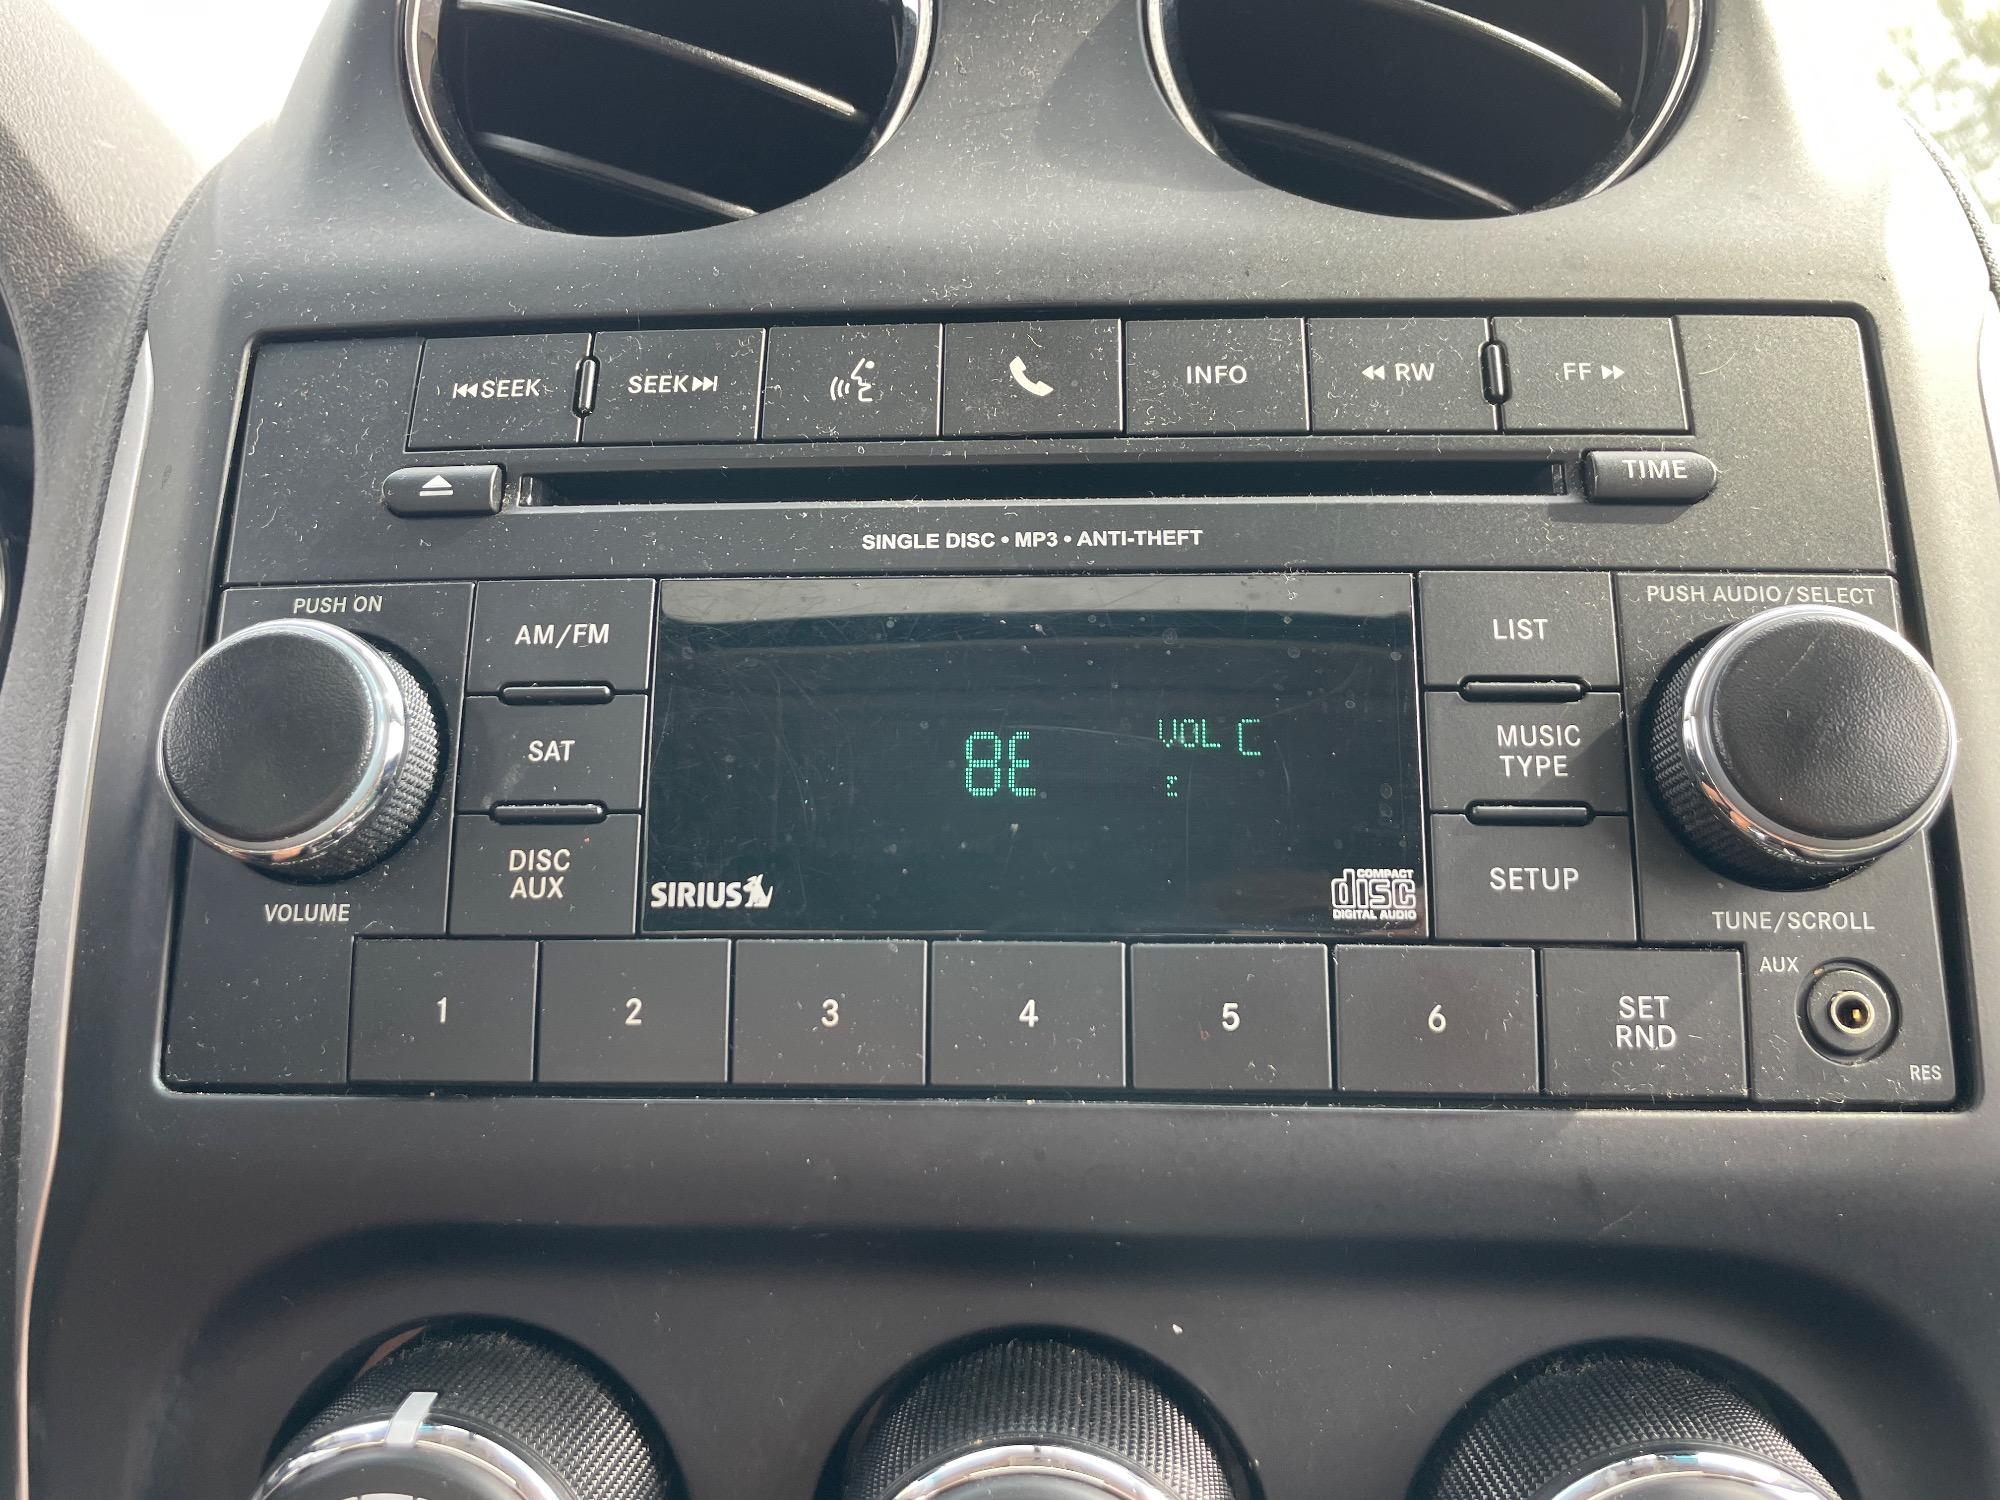 SEEK
SEEK
INFO
RW
FF
TIME
SINGLE DISC • MP3 • ANTI-THEFT
PUSH ON
VOLUME
AM/FM
SAT
DISC
AUX
VOL
SIRIUS
COMPACT
disc
DIGITAL AUDIO
LIST
MUSIC
TYPE
SETUP
PUSH AUDIO/SELECT
TUNE/SCROLL
1
2
3
4
5
6
SET
RND
AUX
RES